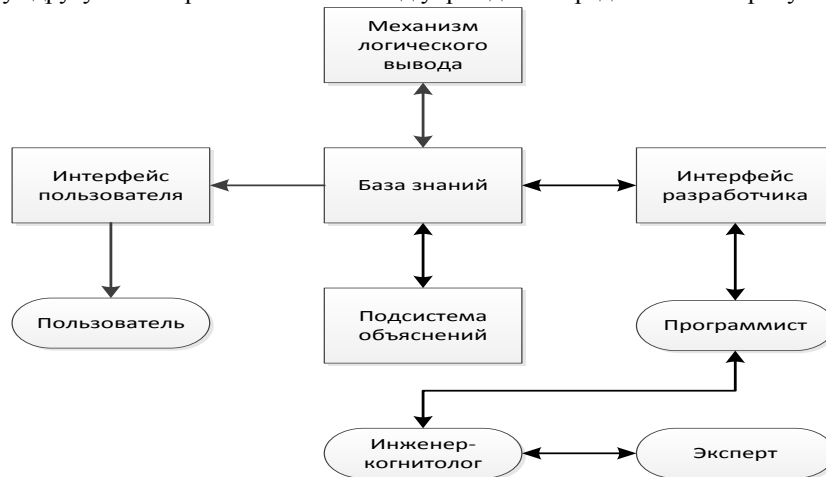 Механизм
логического
вывода
Интерфейс
пользователя
База знаний
Интерфейс
разработчика
Пользователь
Подсистема
объяснений
Программист
Инженер-
когнитолог
Эксперт